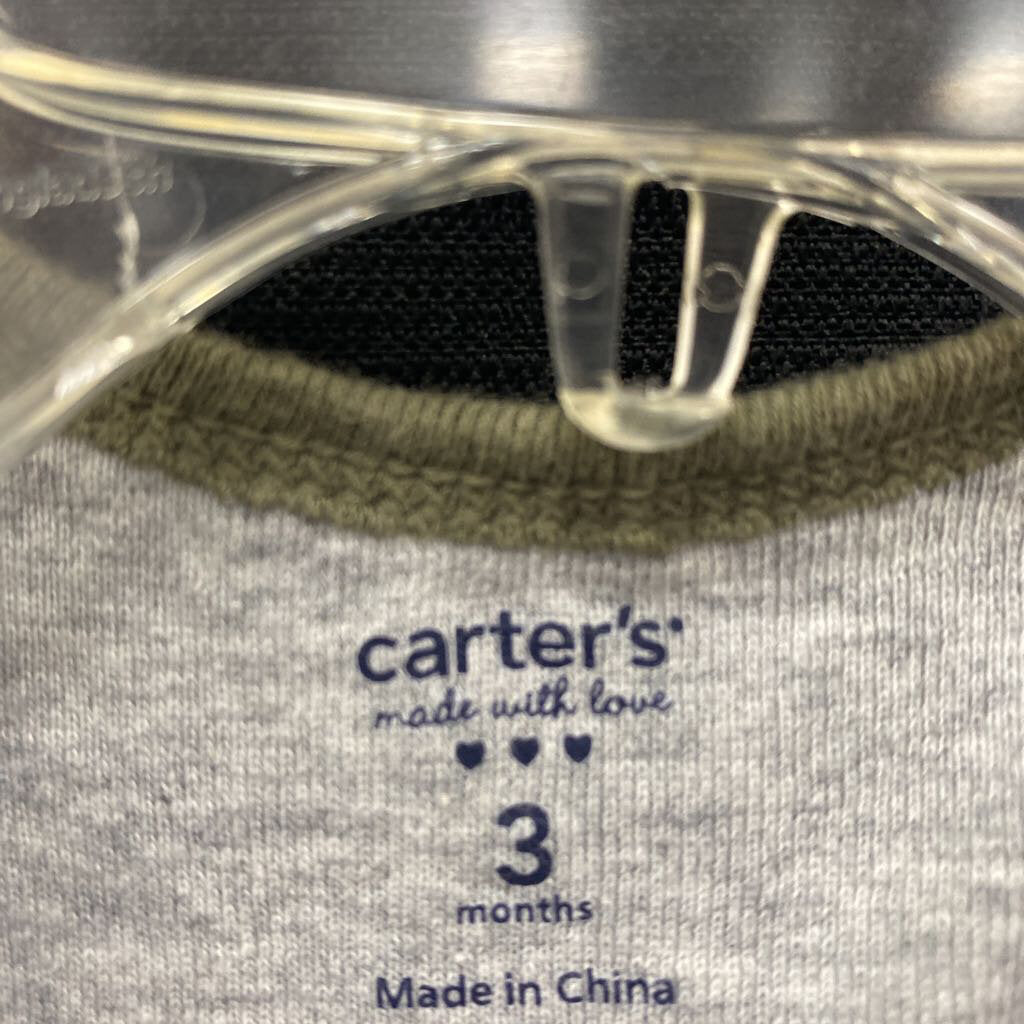 carter's
made with love
3
months
Made in China